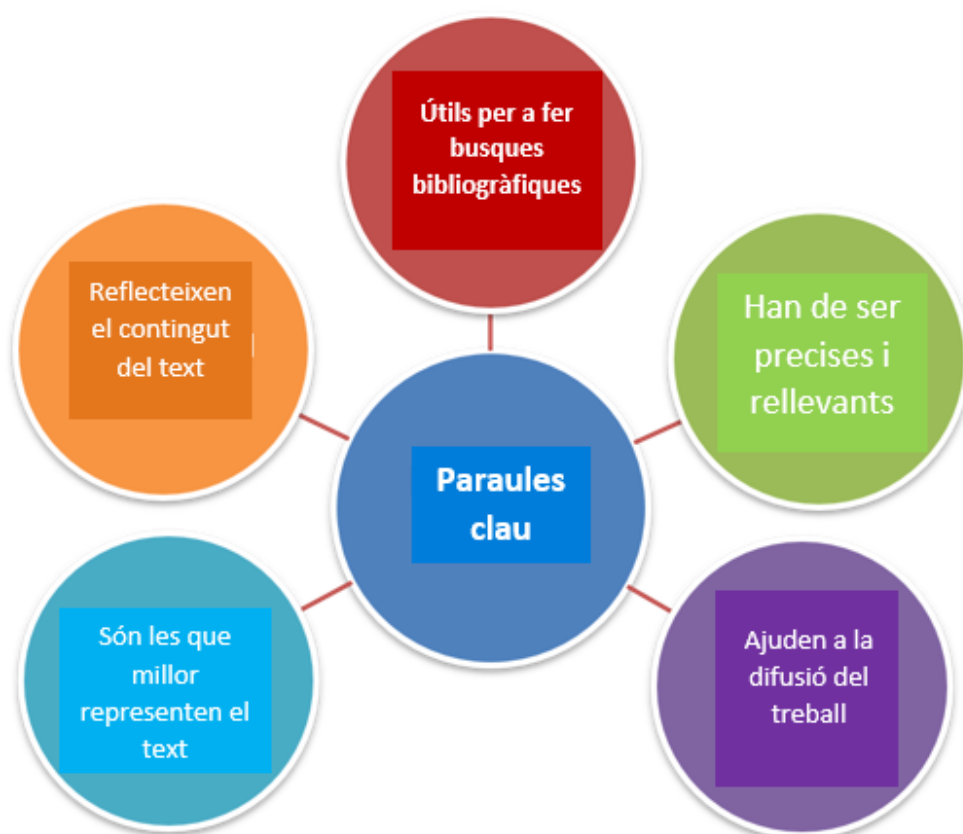 Útils per a fer
busques
bibliogràfiques
Reflecteixen
el contingut
del text
Han de ser
precises i
rellevants
Paraules
clau
Són les que
millor
representen el
text
Ajuden a la
difusió del
treball